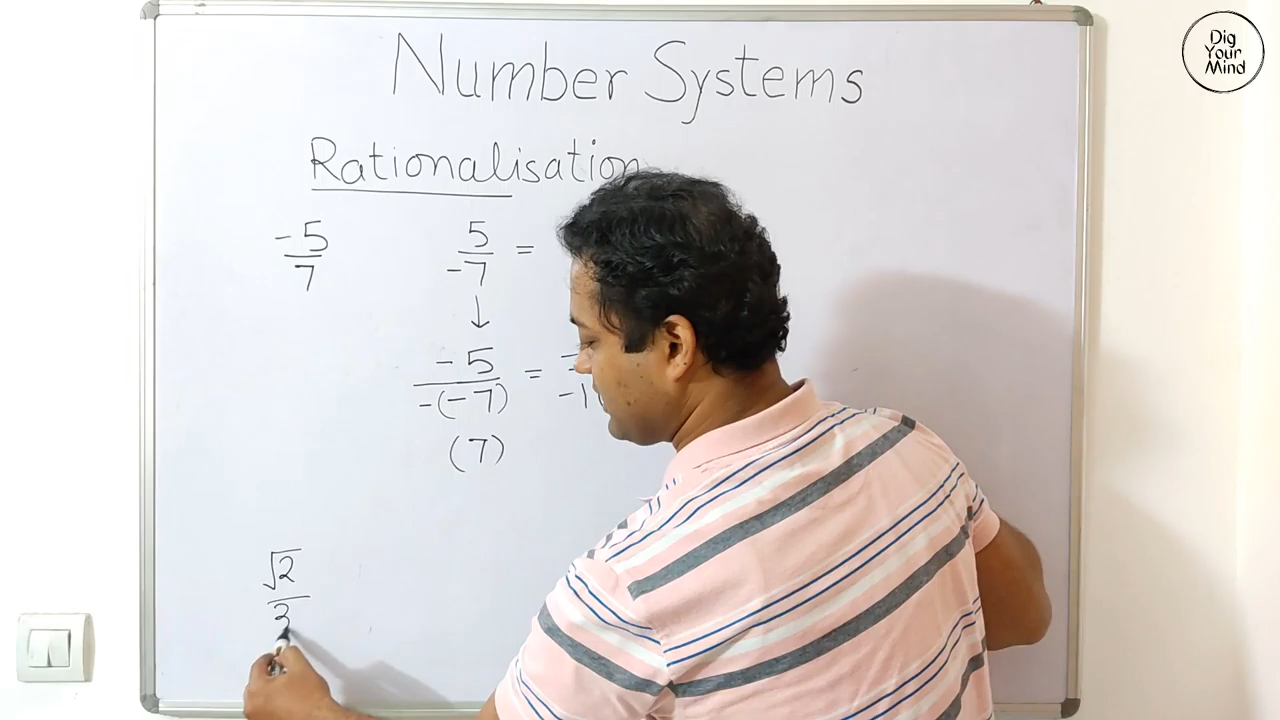 Dig
Your
Mind
Number Systems
Rationalisation
-5/7
5/-7 =
↓
-5/-(-7) =
(7)
√2/3